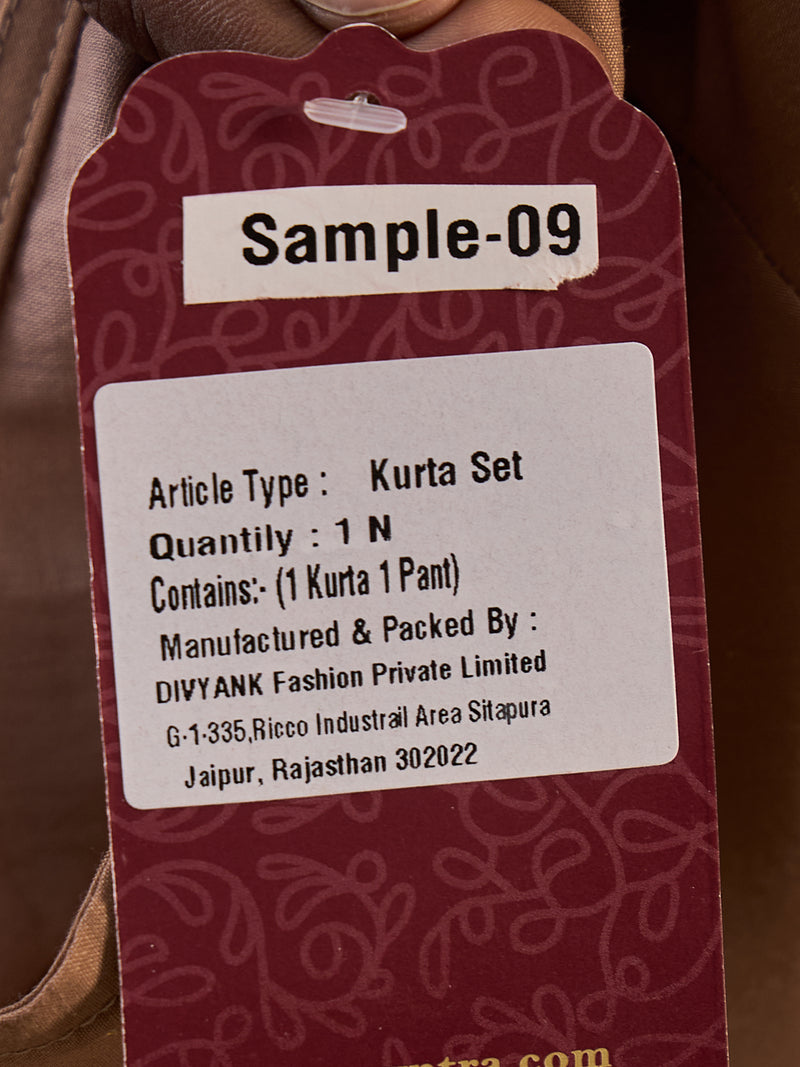 Sample-09
Article Type : Kurta Set
Quantily : 1 N
Contains:- (1 Kurta 1 Pant)
Manufactured & Packed By :
DIVYANK Fashion Private Limited
G-1-335,Ricco Industrail Area Sitapura
Jaipur, Rajasthan 302022